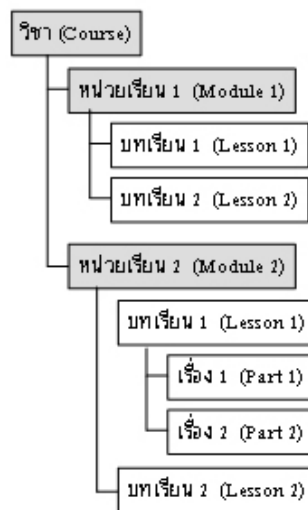 วิชา (Course)
หน่วยเรียน 1 (Module 1)
บทเรียน 1 (Lesson 1)
บทเรียน 2 (Lesson 2)
หน่วยเรียน 2 (Module 2)
บทเรียน 1 (Lesson 1)
เรื่อง 1 (Part 1)
เรื่อง 2 (Part 2)
บทเรียน 2 (Lesson 2)